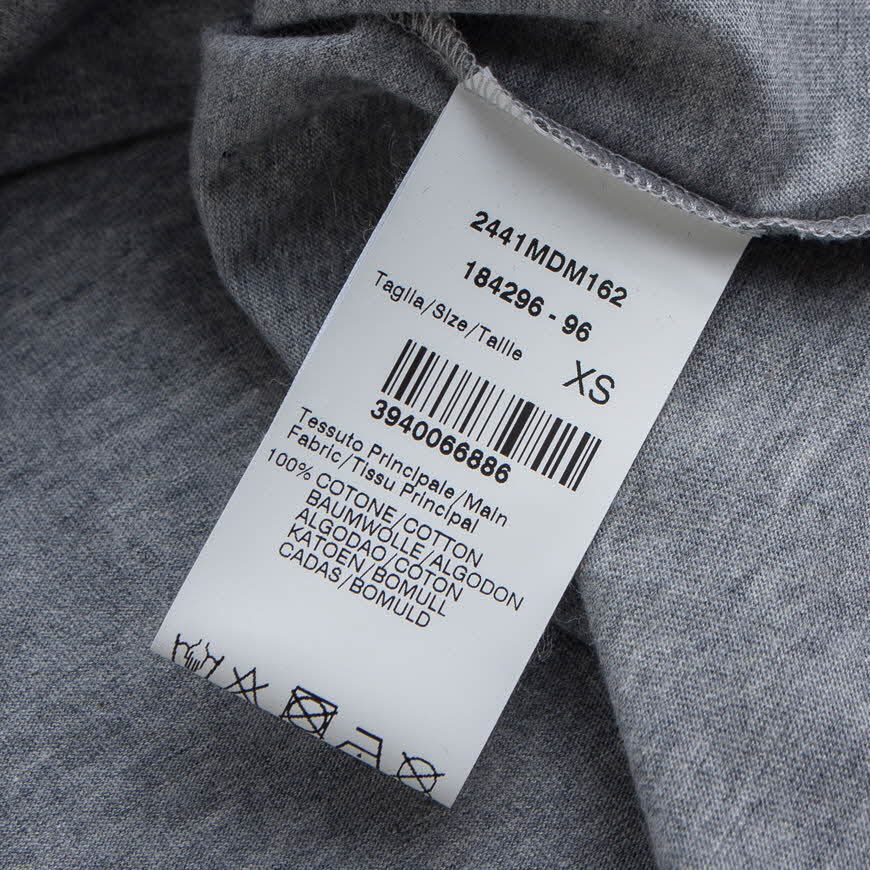 2441MDM162
184296 - 96
Taglia/Size/Taille
XS
3940066886
Tessuto Principale/Main
Fabric/Tissu Principal
100% COTONE/COTTON
BAUMWOLLE/ALGODON
ALGODAO/COTON
KATOEN/BOMULL
CADAS/BOMULD